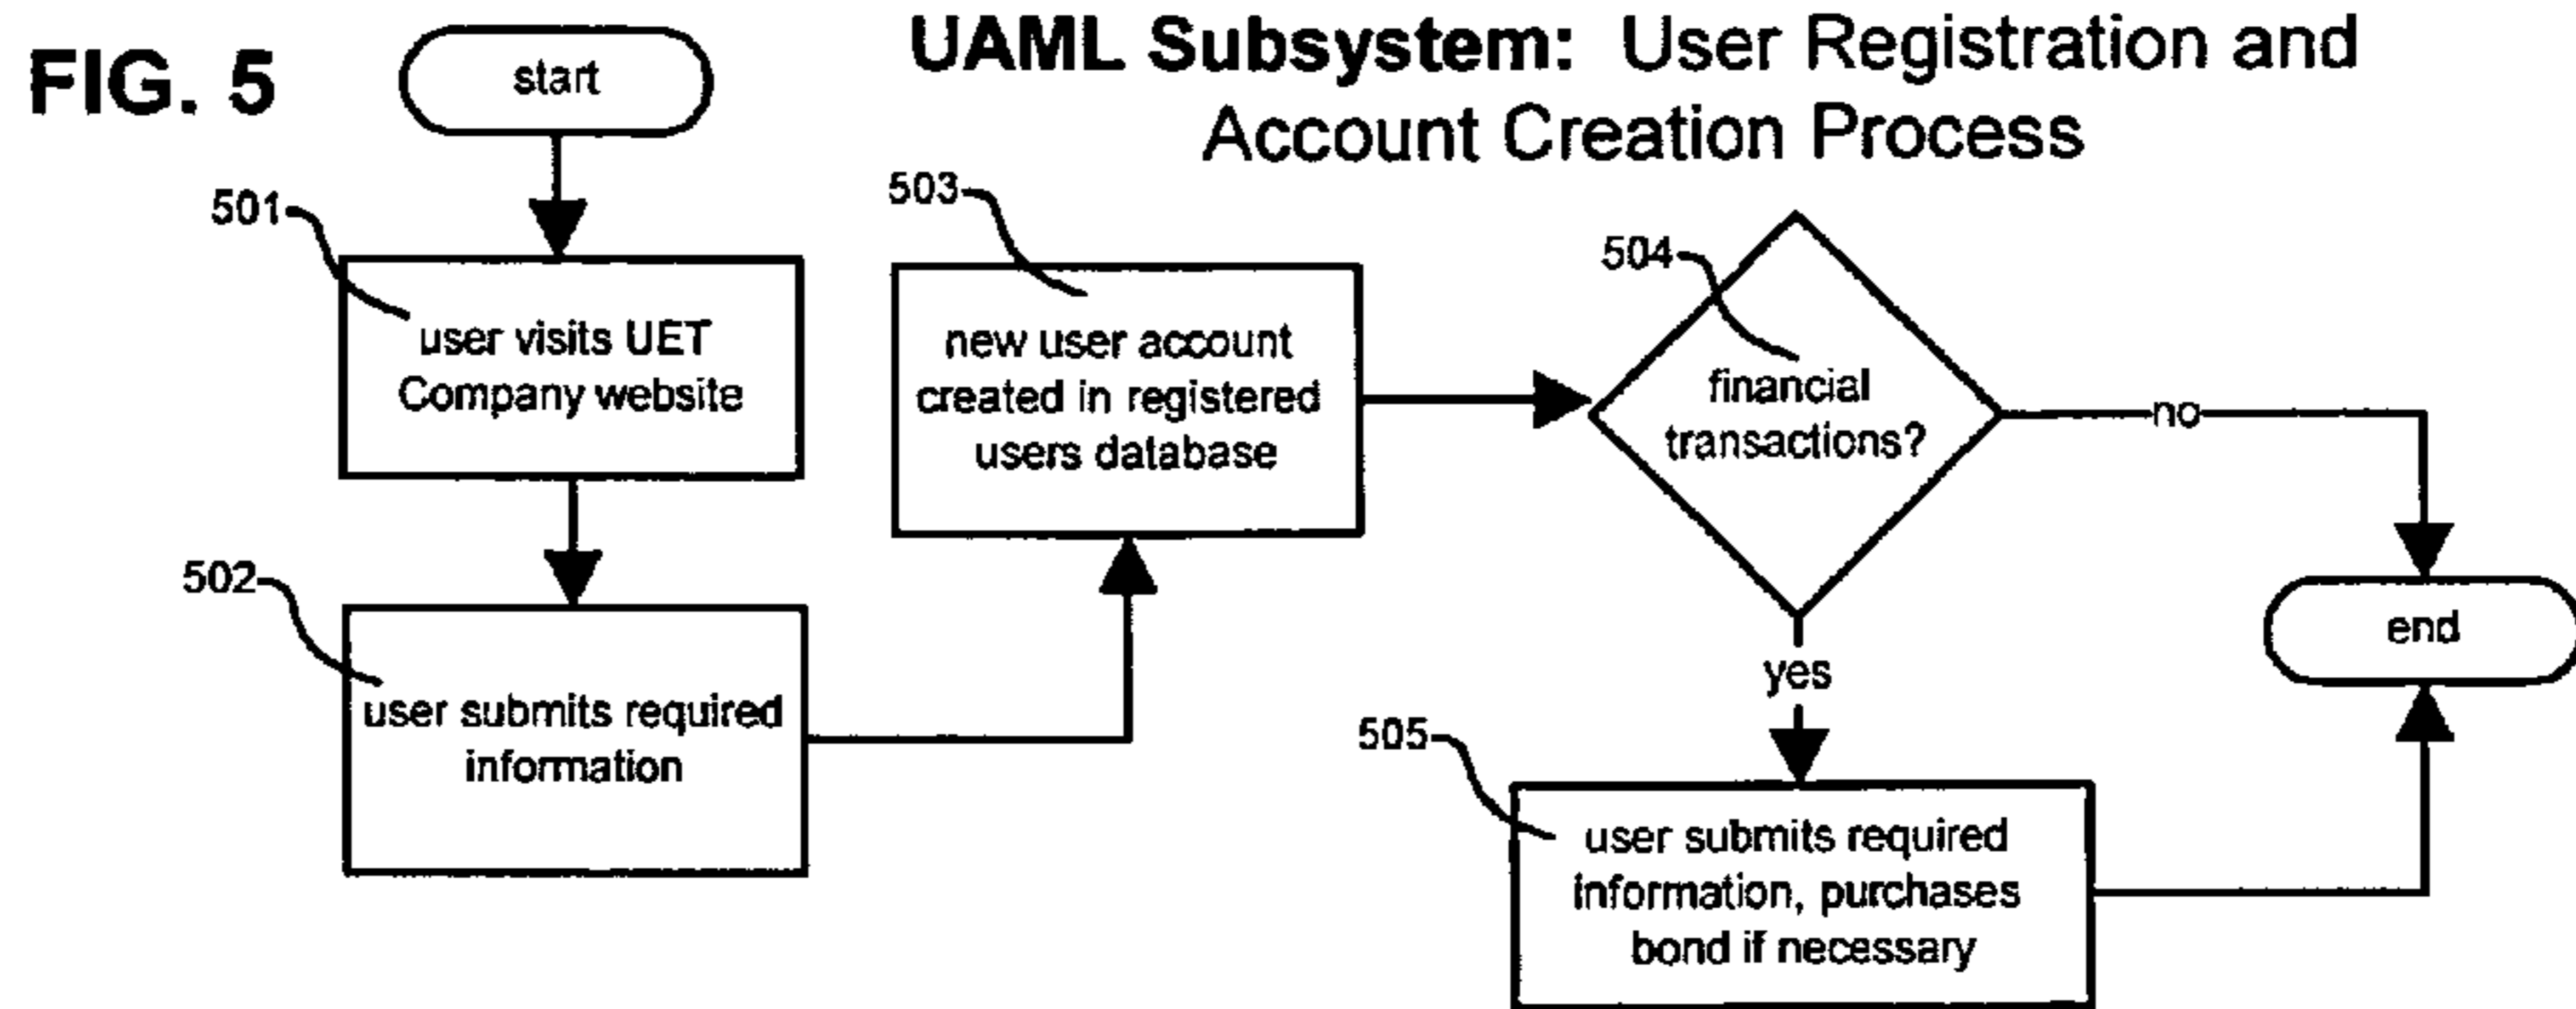 FIG. 5
UAML Subsystem: User Registration and
Account Creation Process
start
501
user visits UET
Company website
502
user submits required
information
503
new user account
created in registered
users database
504
financial
transactions?
no
yes
505
user submits required
information, purchases
bond if necessary
end